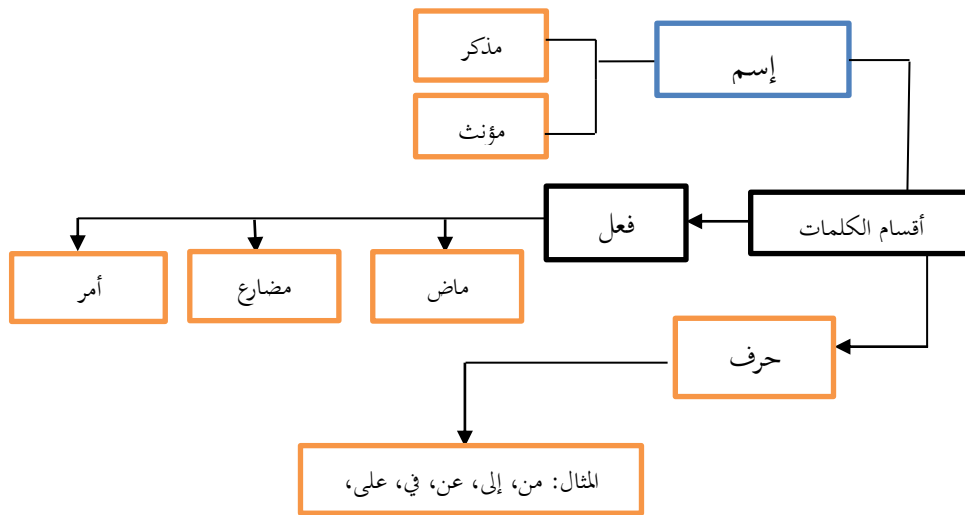 إسم
مذكر
مؤنث
أقسام الكلمات
فعل
ماض
مضارع
أمر
حرف
المثال: من، إلى، عن، في، على،